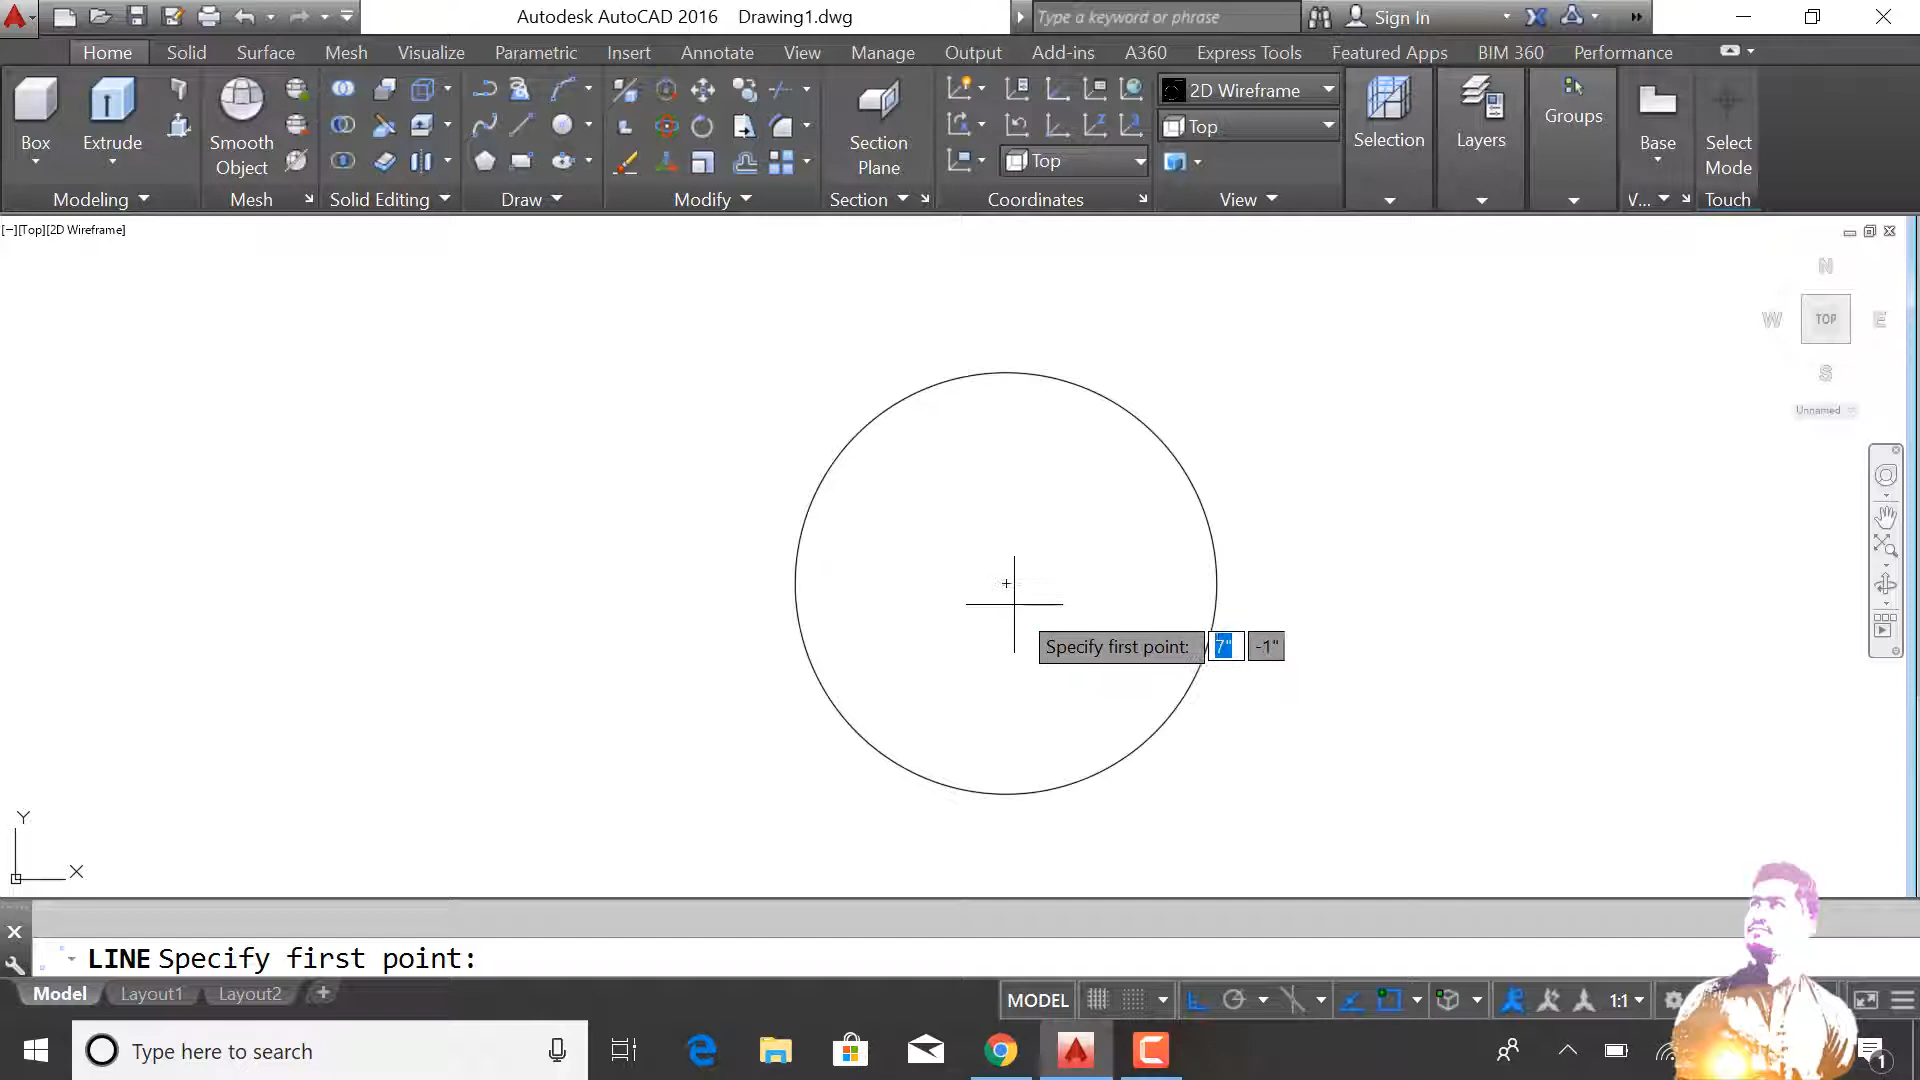 Autodesk AutoCAD 2016 Drawing1.dwg
Type a keyword or phrase
Sign In
Home Solid Surface Mesh Visualize Parametric Insert Annotate View Manage Output Add-ins A360 Express Tools Featured Apps BIM 360 Performance
Box
Extrude
Smooth
Object
Section
Plane
2D Wireframe
Top
Top
Selection
Layers
Groups
Base
Select
Mode
Modeling
Mesh
Solid Editing
Draw
Modify
Section
Coordinates
View
V...
Touch
[−][Top][2D Wireframe]
N
W TOP E
S
Unnamed
Specify first point: 7" -1"
Y
X
LINE Specify first point:
Model Layout1 Layout2 +
MODEL
1:1
Type here to search
1